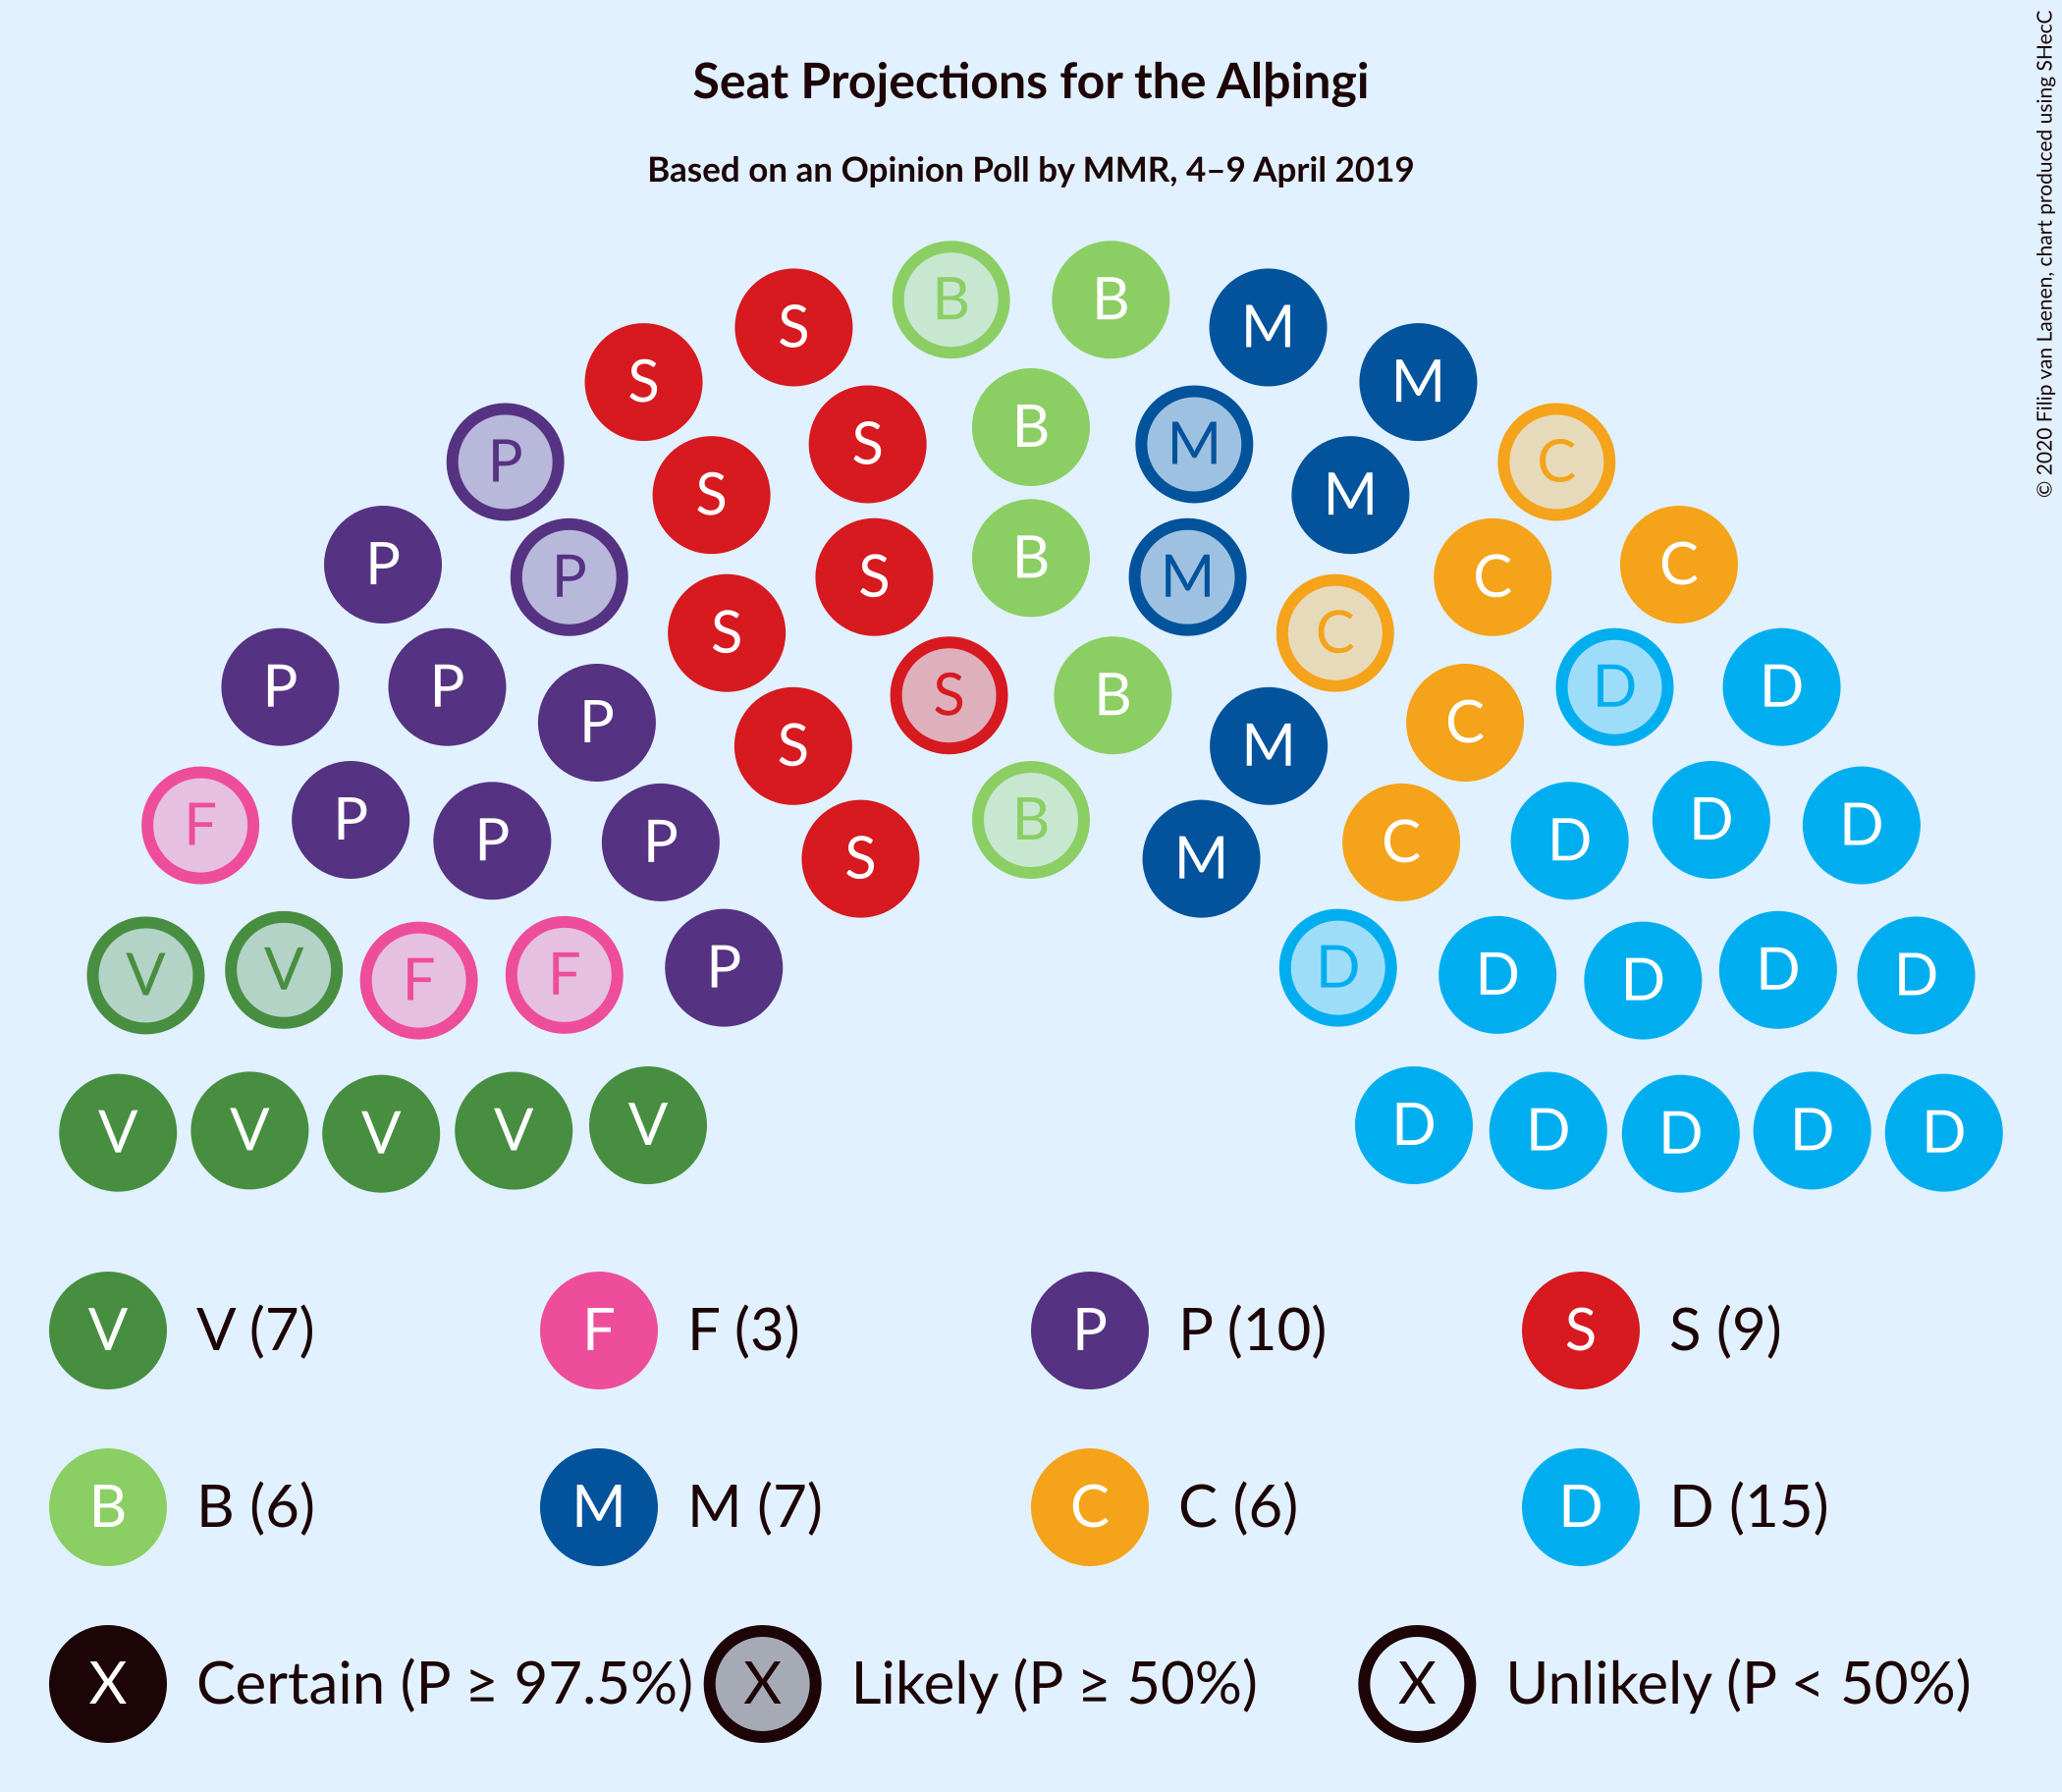 Seat Projections for the Alþingi
Based on an Opinion Poll by MMR, 4–9 April 2019
© 2020 Filip van Laenen, chart produced using SHecC
B B
S M
S M
B
S M
P C
S M
P C
B
P S M C
S C
P P D D
S B
P C
S M
F P B D D
P P C D
S M
P D
V V F F D D D D
V V V V V D D D D D
V V (7) F F (3) P P (10) S S (9)
B B (6) M M (7) C C (6) D D (15)
X Certain (P ≥ 97.5%) X Likely (P ≥ 50%) X Unlikely (P < 50%)